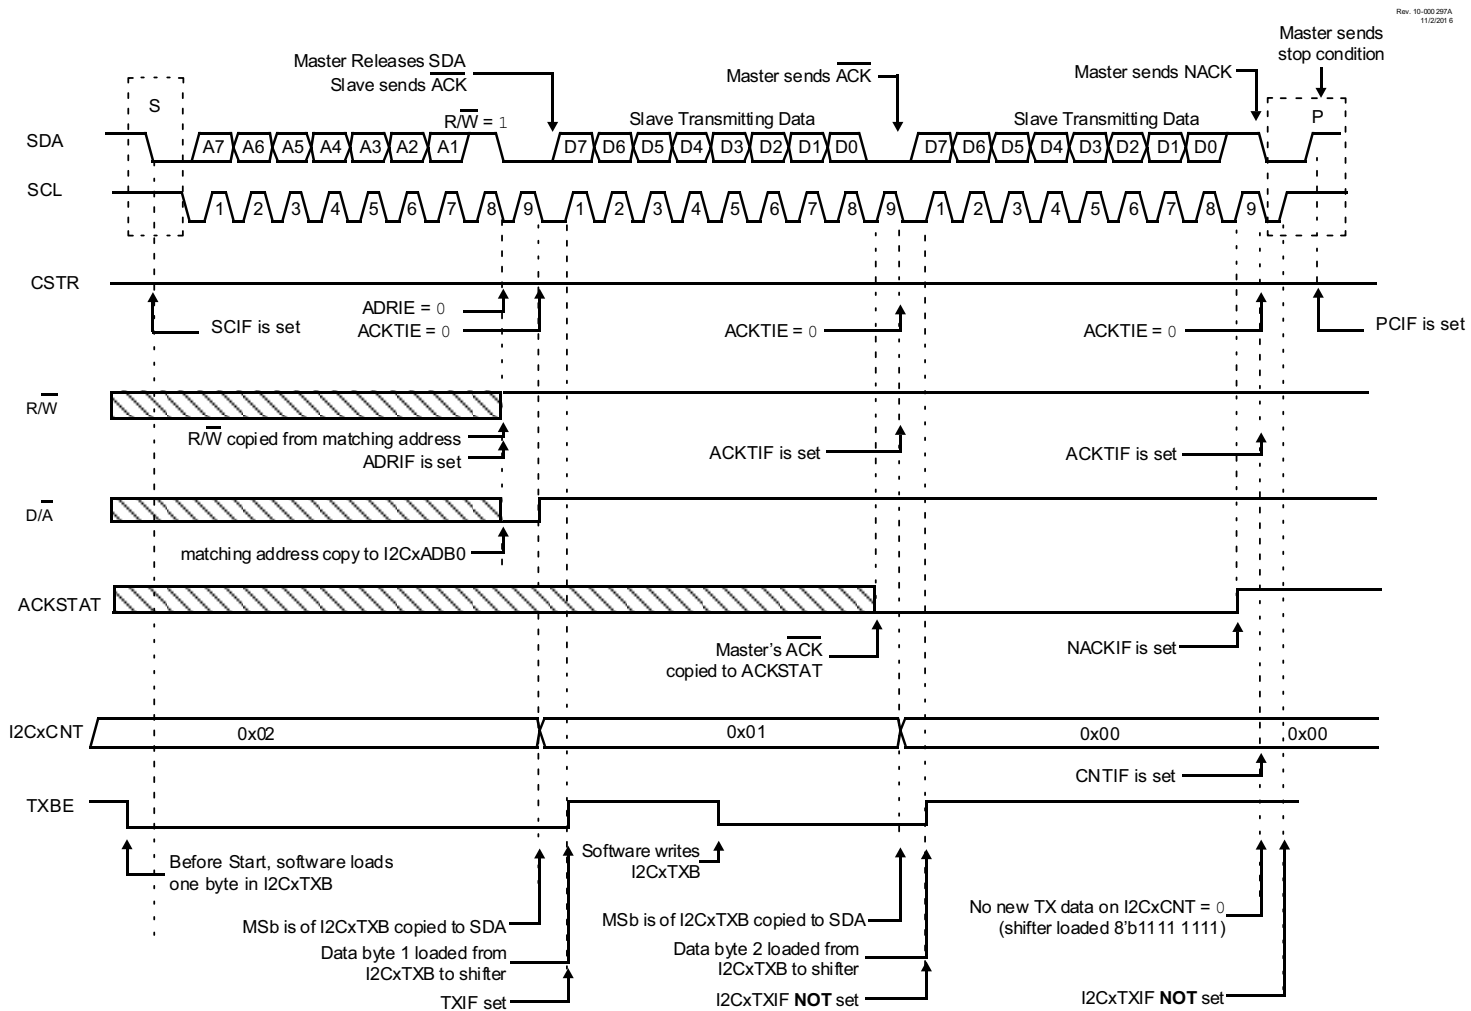 Rev. 10-000297A
11/2/2016
Master sends
stop condition
Master Releases SDA
Slave sends ACK
Master sends ACK
Master sends NACK
S
R/W = 1
Slave Transmitting Data
Slave Transmitting Data
P
SDA
A7 A6 A5 A4 A3 A2 A1 D7 D6 D5 D4 D3 D2 D1 D0 D7 D6 D5 D4 D3 D2 D1 D0
SCL
1 2 3 4 5 6 7 8 9 1 2 3 4 5 6 7 8 9 1 2 3 4 5 6 7 8 9
CSTR
SCIF is set
ADRIE = 0
ACKTIE = 0
ACKTIE = 0
ACKTIE = 0
PCIF is set
R/W
R/W copied from matching address
ADRIF is set
ACKTIF is set
ACKTIF is set
D/A
matching address copy to I2CxADB0
ACKSTAT
Master's ACK
copied to ACKSTAT
NACKIF is set
I2CxCNT
0x02 0x01 0x00 0x00
CNTIF is set
TXBE
Before Start, software loads
one byte in I2CxTXB
Software writes
I2CxTXB
MSb is of I2CxTXB copied to SDA
Data byte 1 loaded from
I2CxTXB to shifter
TXIF set
MSb is of I2CxTXB copied to SDA
Data byte 2 loaded from
I2CxTXB to shifter
I2CxTXIF NOT set
No new TX data on I2CxCNT = 0
(shifter loaded 8'b1111 1111)
I2CxTXIF NOT set